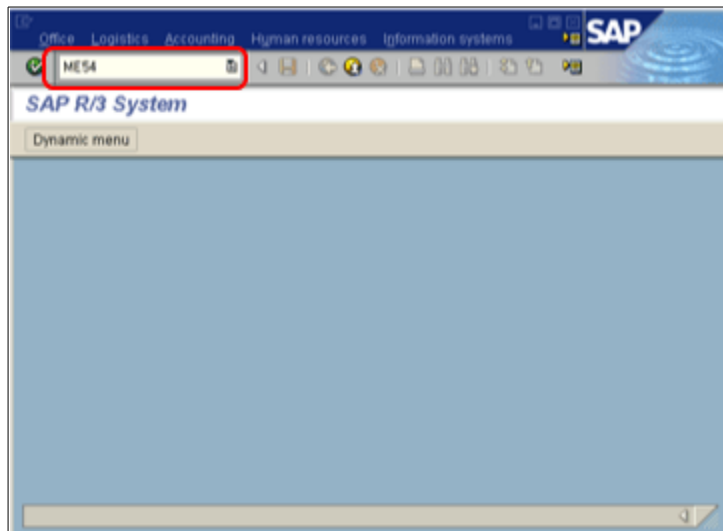 Office Logistics Accounting Human resources Information systems
SAP
ME54
SAP R/3 System
Dynamic menu